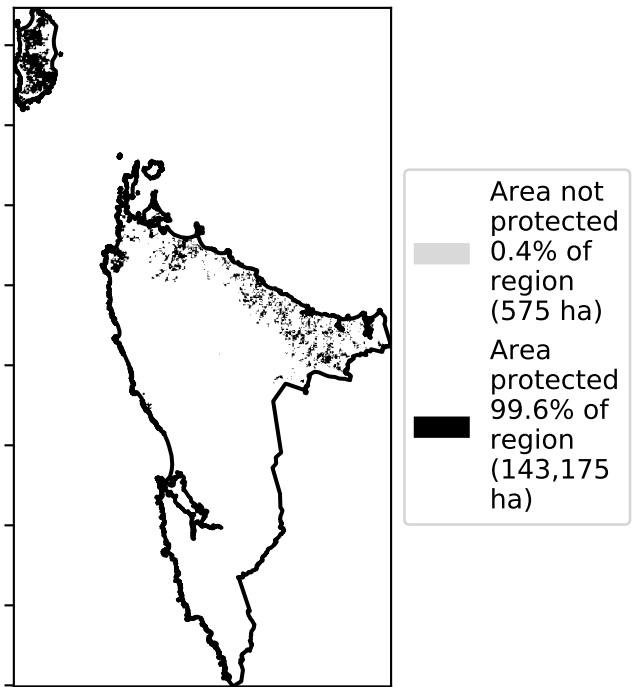 Area not
protected
0.4% of
region
(575 ha)
Area
protected
99.6% of
region
(143,175
ha)